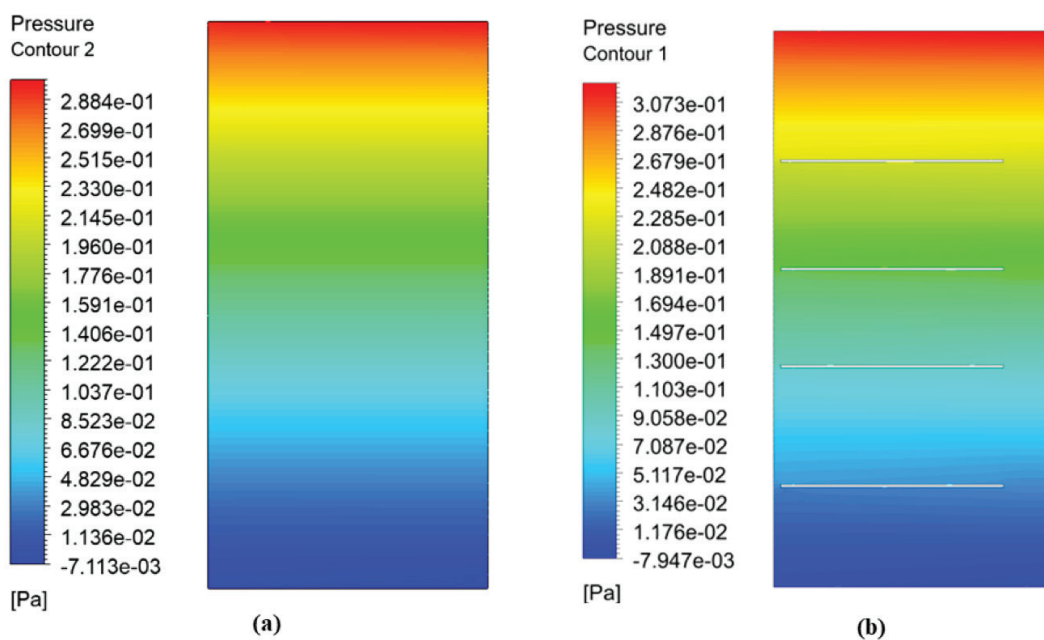 Pressure
Contour 2
2.884e-01
2.699e-01
2.515e-01
2.330e-01
2.145e-01
1.960e-01
1.776e-01
1.591e-01
1.406e-01
1.222e-01
1.037e-01
8.523e-02
6.676e-02
4.829e-02
2.983e-02
1.136e-02
-7.113e-03
[Pa]
(a)
Pressure
Contour 1
3.073e-01
2.876e-01
2.679e-01
2.482e-01
2.285e-01
2.088e-01
1.891e-01
1.694e-01
1.497e-01
1.300e-01
1.103e-01
9.058e-02
7.087e-02
5.117e-02
3.146e-02
1.176e-02
-7.947e-03
[Pa]
(b)